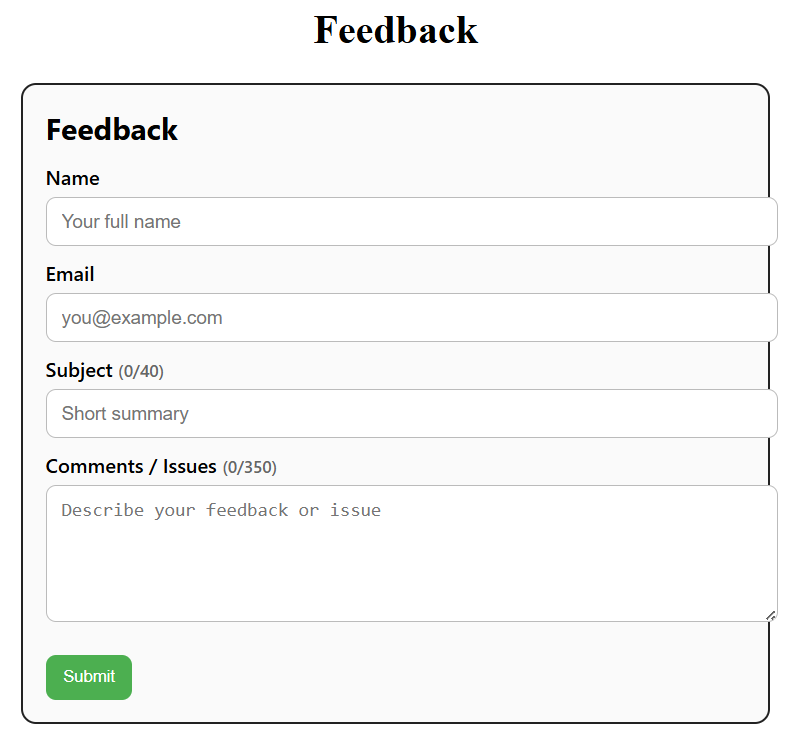 Feedback
Feedback
Name
Your full name
Email
you@example.com
Subject (0/40)
Short summary
Comments / Issues (0/350)
Describe your feedback or issue
Submit